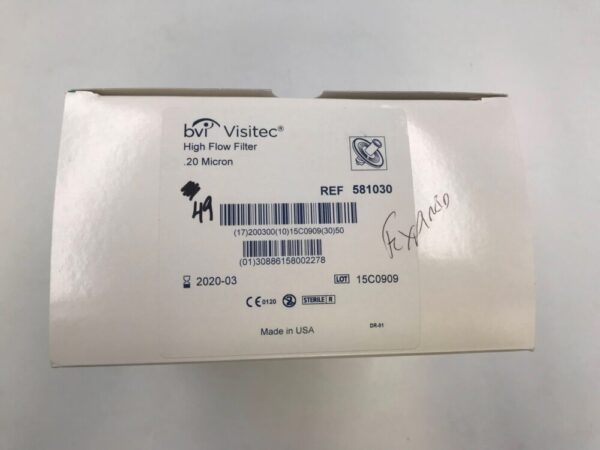 bvi Visitec®
High Flow Filter
.20 Micron
REF 581030
49
(17)200300(10)15C0909(30)50
(01)30886158002278
2020-03
LOT 15C0909
CE 0120 STERILE R
Made in USA
DR-01